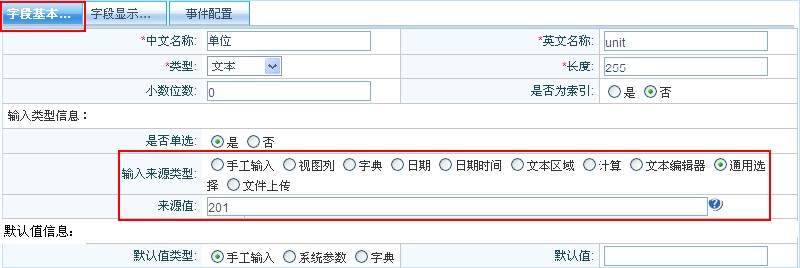 字段基本... 字段显示... 事件配置
*中文名称: 单位 *英文名称: unit
*类型: 文本 *长度: 255
小数位数: 0 是否为索引: 是 否
输入类型信息：
是否单选: 是 否
输入来源类型: 手工输入 视图列 字典 日期 日期时间 文本区域 计算 文本编辑器 通用选
择 文件上传
来源值: 201 ?
默认值信息：
默认值类型: 手工输入 系统参数 字典 默认值: